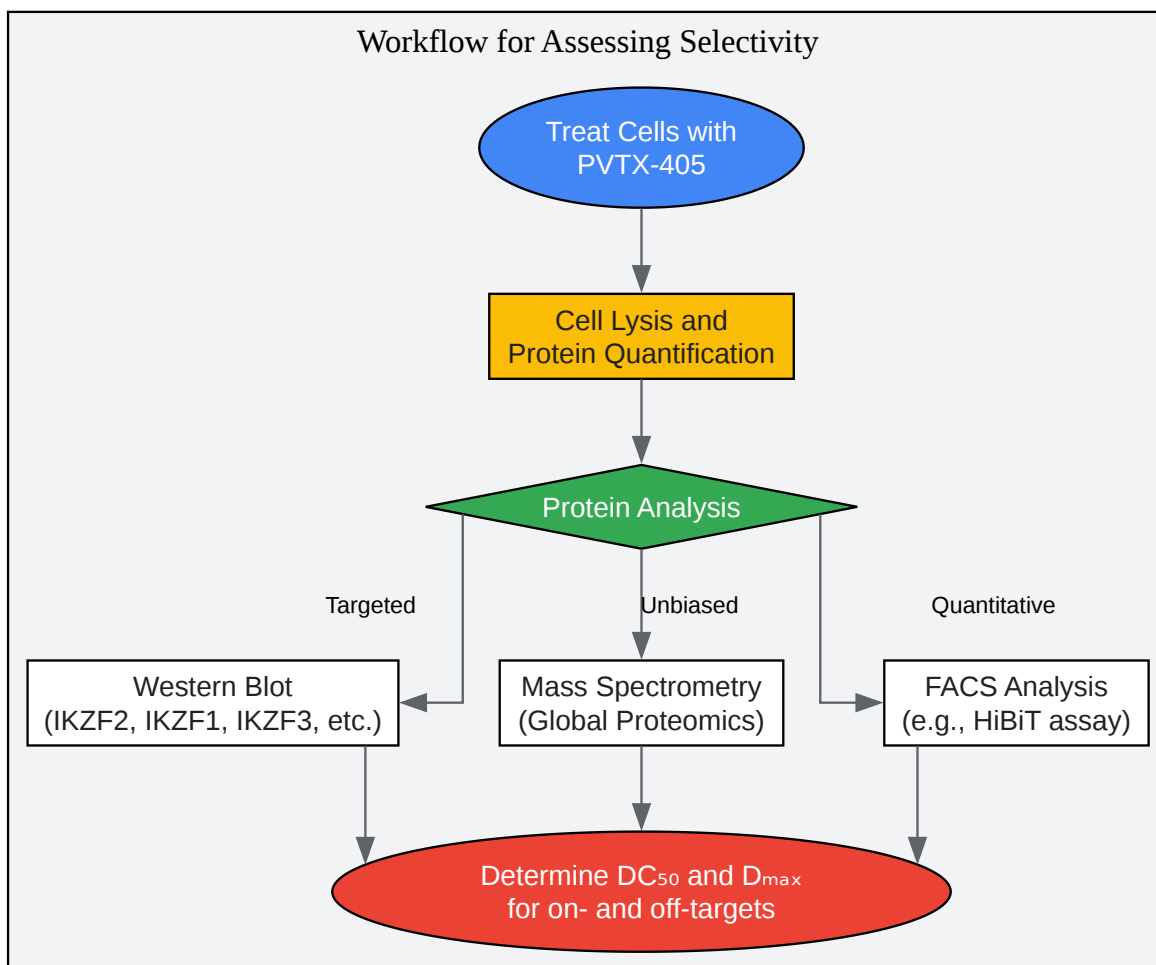 Workflow for Assessing Selectivity
Treat Cells with
PVTX-405
Cell Lysis and
Protein Quantification
Protein Analysis
Targeted
Unbiased
Quantitative
Western Blot
(IKZF2, IKZF1, IKZF3, etc.)
Mass Spectrometry
(Global Proteomics)
FACS Analysis
(e.g., HiBiT assay)
Determine DC₅₀ and Dₘₐₓ
for on- and off-targets